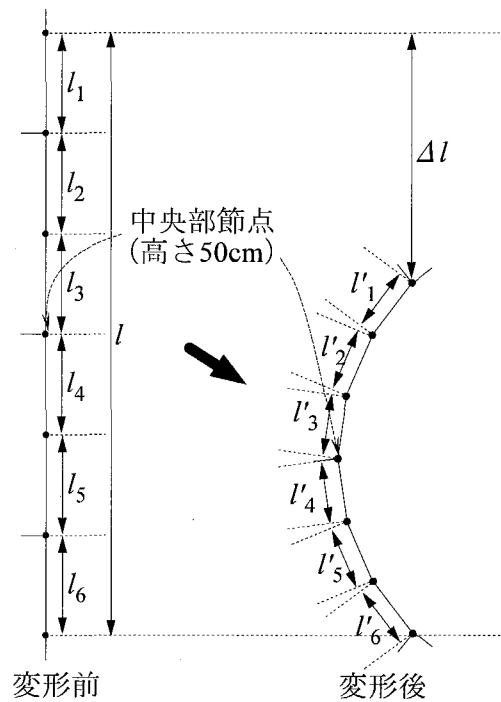 l₁
l₂
l₃
l₄
l₅
l₆
l
中央部節点
(高さ50cm)
Δl
l′₁
l′₂
l′₃
l′₄
l′₅
l′₆
変形前
変形後